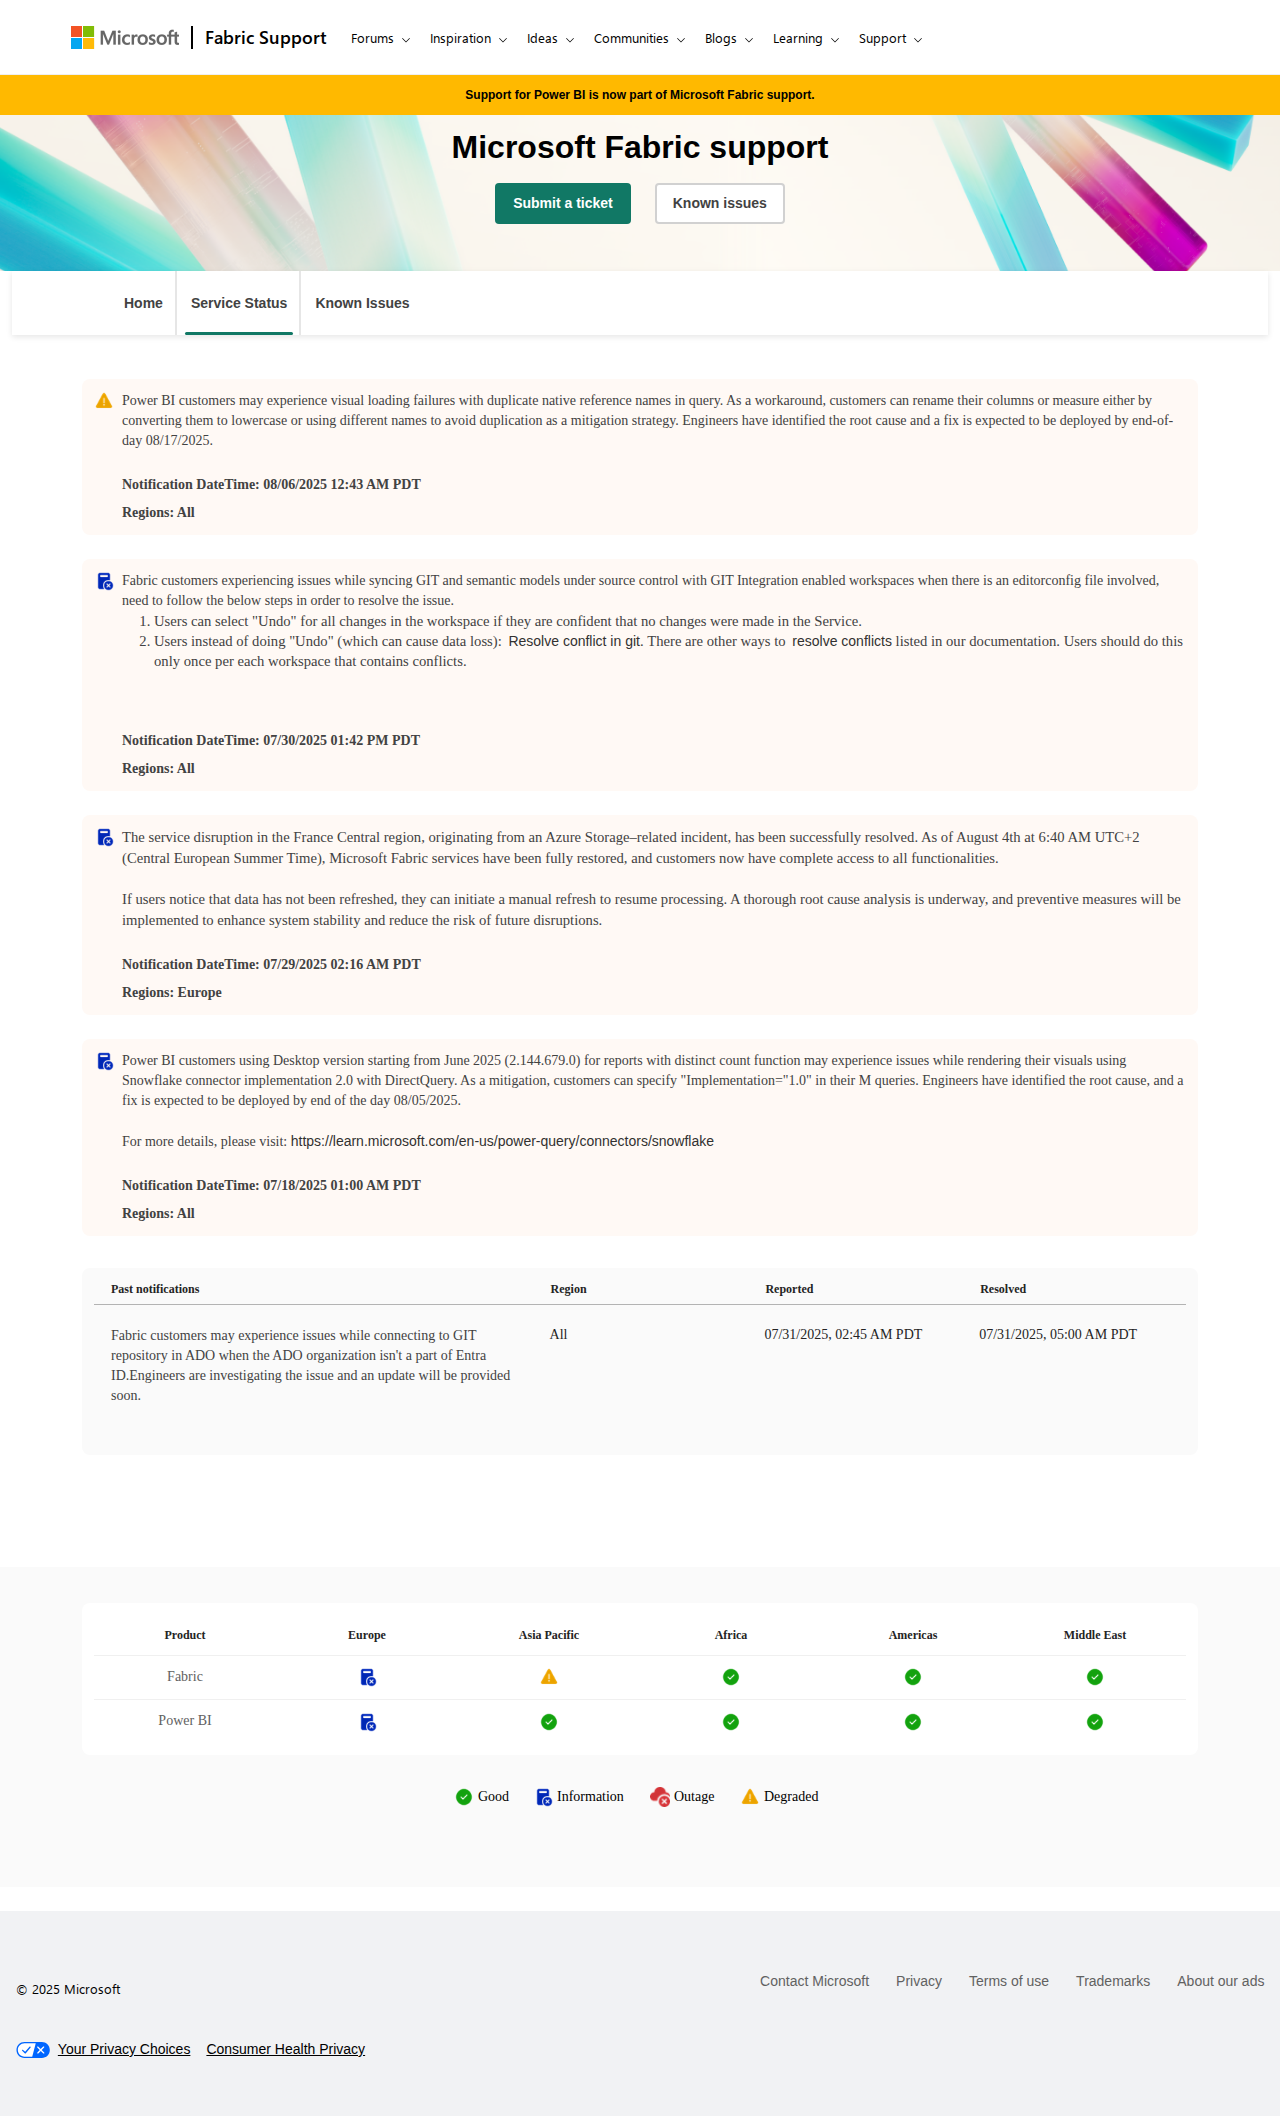 Microsoft
Fabric Support
Forums
Inspiration
Ideas
Communities
Blogs
Learning
Support
Support for Power BI is now part of Microsoft Fabric support.
Microsoft Fabric support
Submit a ticket
Known issues
Home
Service Status
Known Issues
Power BI customers may experience visual loading failures with duplicate native reference names in query. As a workaround, customers can rename their columns or measure either by
converting them to lowercase or using different names to avoid duplication as a mitigation strategy. Engineers have identified the root cause and a fix is expected to be deployed by end-of-
day 08/17/2025.
Notification DateTime: 08/06/2025 12:43 AM PDT
Regions: All
Fabric customers experiencing issues while syncing GIT and semantic models under source control with GIT Integration enabled workspaces when there is an editorconfig file involved,
need to follow the below steps in order to resolve the issue.
1. Users can select "Undo" for all changes in the workspace if they are confident that no changes were made in the Service.
2. Users instead of doing "Undo" (which can cause data loss): Resolve conflict in git. There are other ways to resolve conflicts listed in our documentation. Users should do this
only once per each workspace that contains conflicts.
Notification DateTime: 07/30/2025 01:42 PM PDT
Regions: All
The service disruption in the France Central region, originating from an Azure Storage–related incident, has been successfully resolved. As of August 4th at 6:40 AM UTC+2
(Central European Summer Time), Microsoft Fabric services have been fully restored, and customers now have complete access to all functionalities.
If users notice that data has not been refreshed, they can initiate a manual refresh to resume processing. A thorough root cause analysis is underway, and preventive measures will be
implemented to enhance system stability and reduce the risk of future disruptions.
Notification DateTime: 07/29/2025 02:16 AM PDT
Regions: Europe
Power BI customers using Desktop version starting from June 2025 (2.144.679.0) for reports with distinct count function may experience issues while rendering their visuals using
Snowflake connector implementation 2.0 with DirectQuery. As a mitigation, customers can specify "Implementation="1.0" in their M queries. Engineers have identified the root cause, and a
fix is expected to be deployed by end of the day 08/05/2025.
For more details, please visit: https://learn.microsoft.com/en-us/power-query/connectors/snowflake
Notification DateTime: 07/18/2025 01:00 AM PDT
Regions: All
Past notifications
Region
Reported
Resolved
Fabric customers may experience issues while connecting to GIT
repository in ADO when the ADO organization isn't a part of Entra
ID.Engineers are investigating the issue and an update will be provided
soon.
All
07/31/2025, 02:45 AM PDT
07/31/2025, 05:00 AM PDT
Product
Europe
Asia Pacific
Africa
Americas
Middle East
Fabric
Power BI
Good
Information
Outage
Degraded
© 2025 Microsoft
Contact Microsoft
Privacy
Terms of use
Trademarks
About our ads
Your Privacy Choices
Consumer Health Privacy